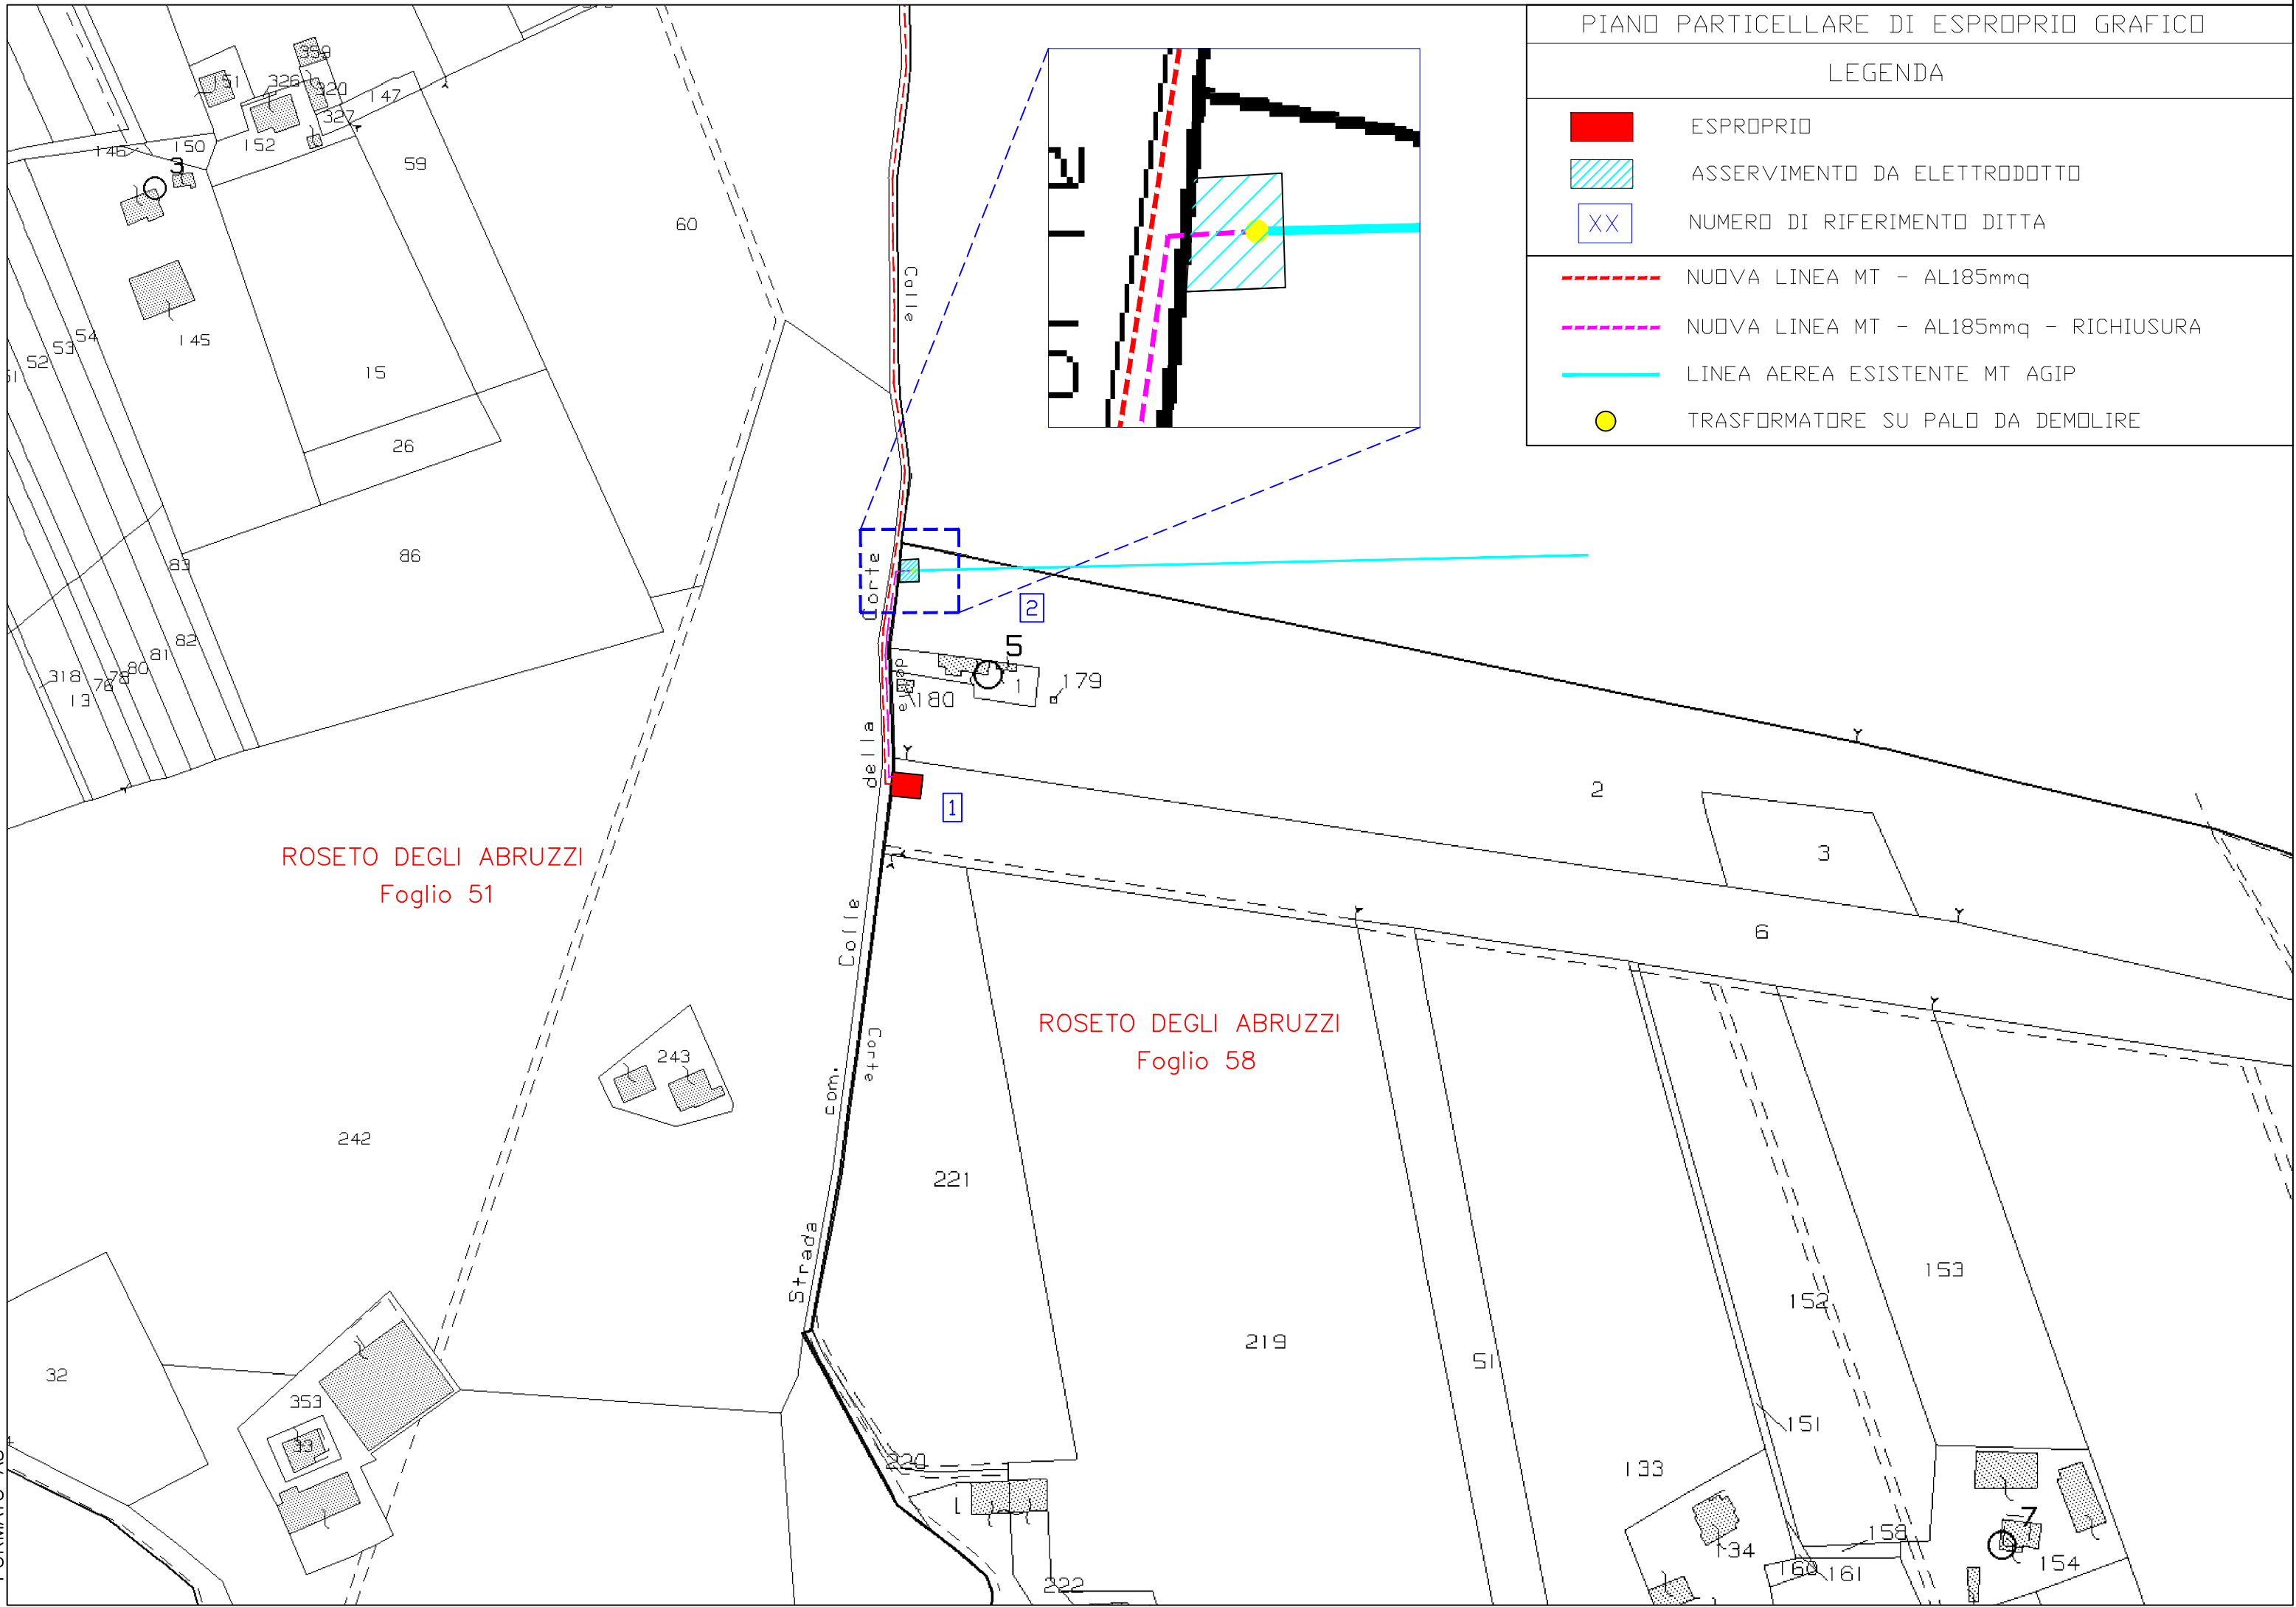 PIANO PARTICELLARE DI ESPROPRIO GRAFICO
LEGENDA
ESPROPRIO
ASSERVIMENTO DA ELETTRODOTTO
XX
NUMERO DI RIFERIMENTO DITTA
NUOVA LINEA MT - AL185mmq
NUOVA LINEA MT - AL185mmq - RICHIUSURA
LINEA AEREA ESISTENTE MT AGIP
TRASFORMATORE SU PALO DA DEMOLIRE
359
151
326
320
147
327
146
150
152
3
59
60
145
15
54
53
52
26
86
83
82
81
80
78
76
318
13
Colle
Corte
delle
della
Colle
Corte
com.
Strada
2
5
1
179
180
1
2
3
6
ROSETO DEGLI ABRUZZI
Foglio 51
ROSETO DEGLI ABRUZZI
Foglio 58
243
242
221
153
152
219
51
32
353
33
151
220
133
134
158
7
154
160
161
222